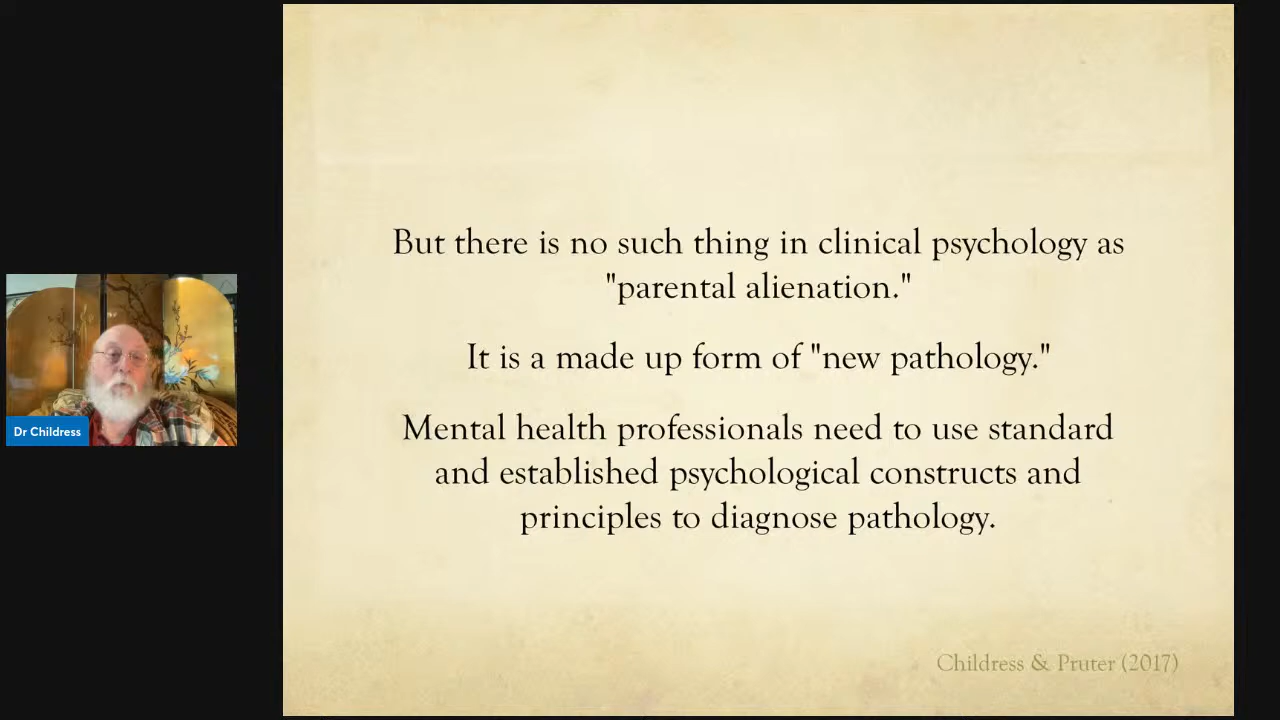 But there is no such thing in clinical psychology as
"parental alienation."
It is a made up form of "new pathology."
Mental health professionals need to use standard
and established psychological constructs and
principles to diagnose pathology.
Childress & Pruter (2017)
Dr Childress